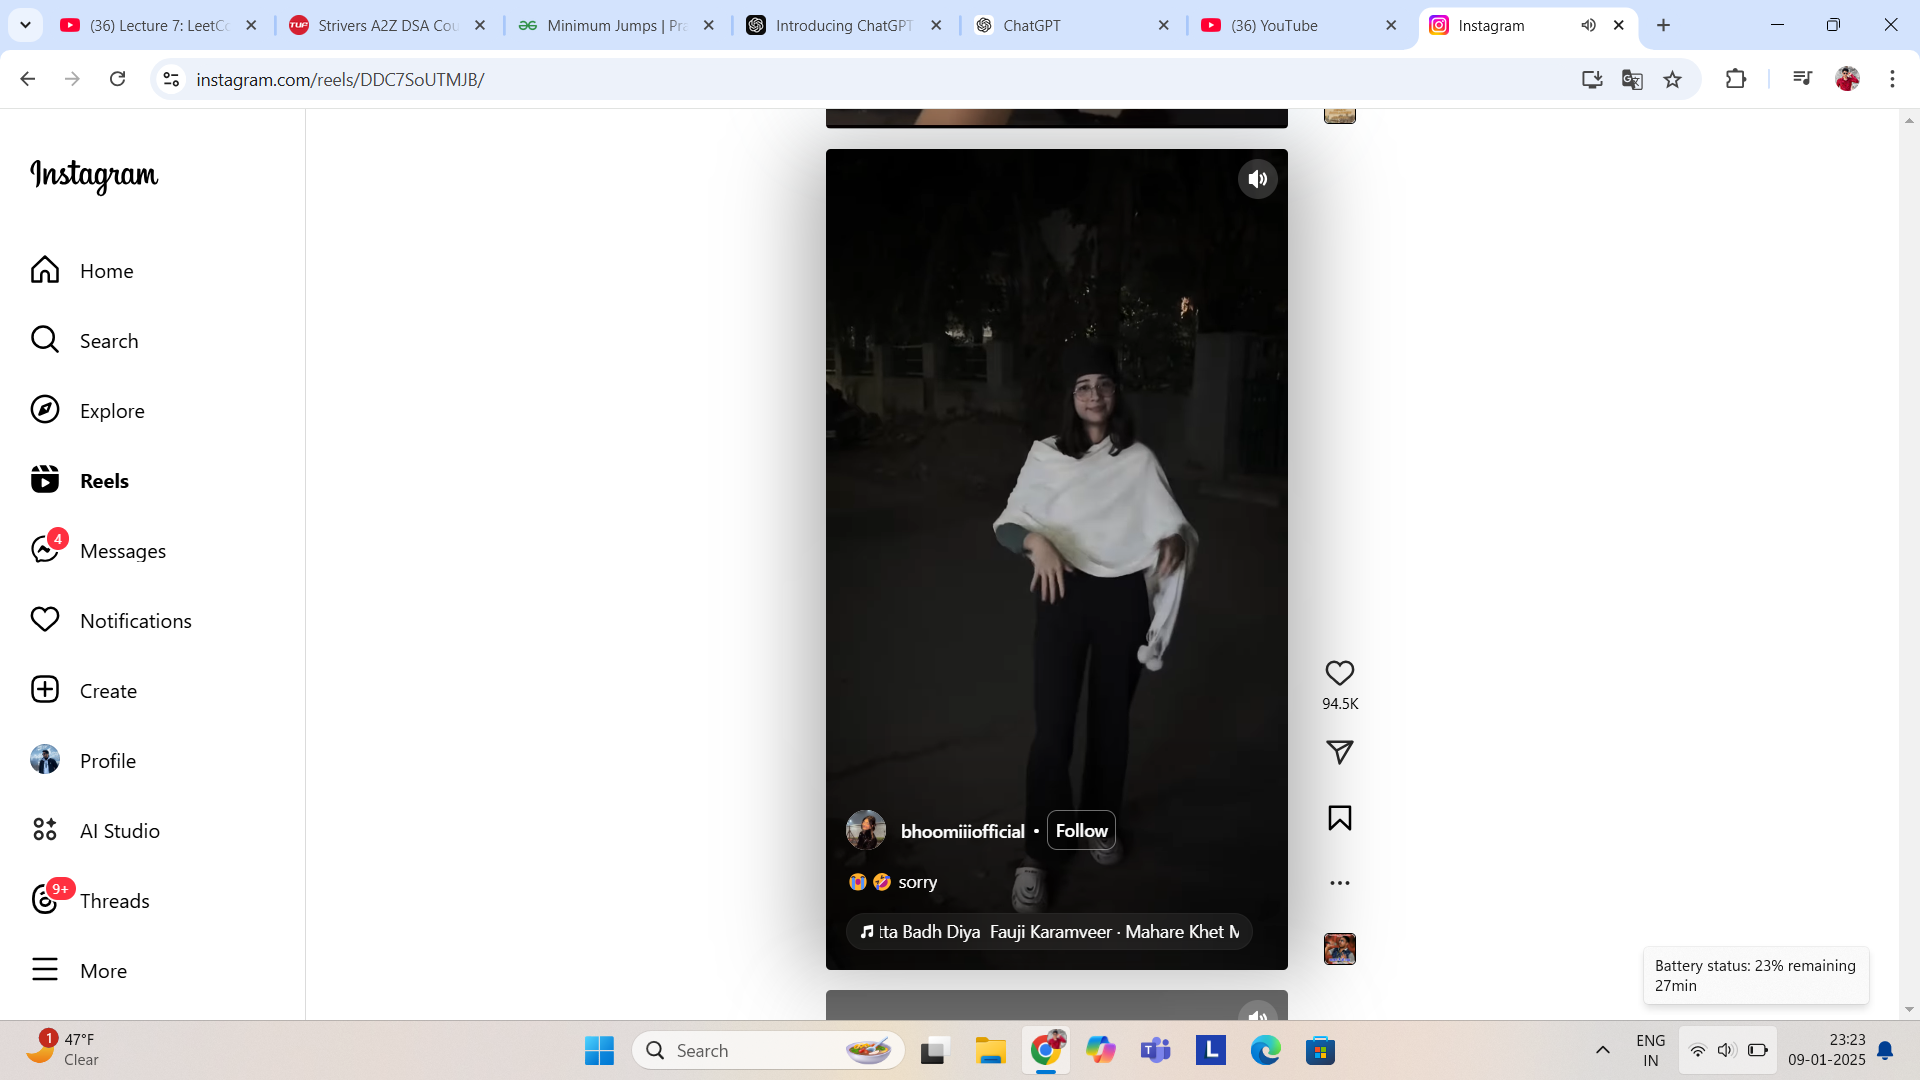 (36) Lecture 7: LeetCo
Strivers A2Z DSA Cou
Minimum Jumps | Pra
Introducing ChatGPT
ChatGPT
(36) YouTube
Instagram
instagram.com/reels/DDC7SoUTMJB/
Instagram
Home
Search
Explore
Reels
4
Messages
Notifications
Create
Profile
AI Studio
9+
Threads
More
94.5K
bhoomiiiofficial • Follow
😭 🤣 sorry
tta Badh Diya Fauji Karamveer · Mahare Khet M
Battery status: 23% remaining
27min
1
47°F
Clear
Search
ENG
IN
23:23
09-01-2025